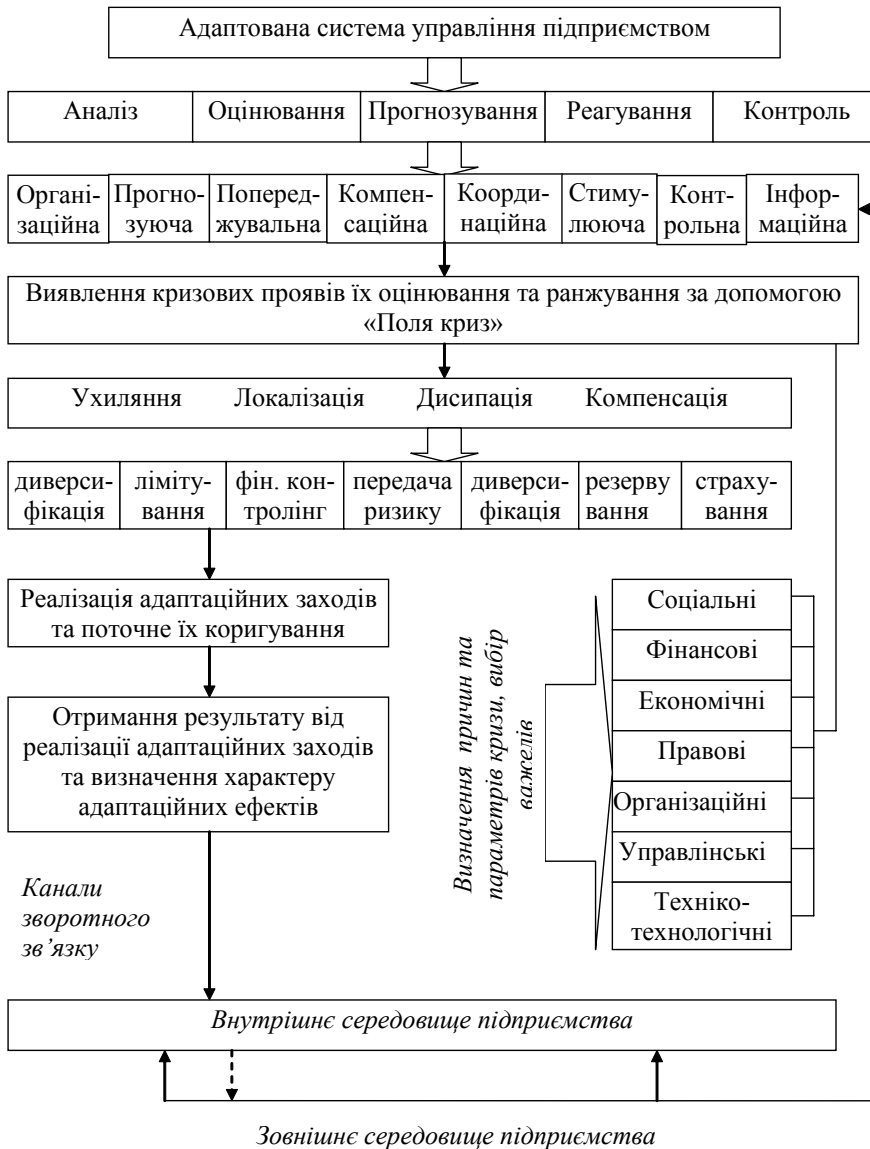 Адаптована система управління підприємством
Аналіз Оцінювання Прогнозування Реагування Контроль
Органі-
заційна
Прогно-
зуюча
Поперед-
жувальна
Компен-
саційна
Коорди-
наційна
Стиму-
лююча
Конт-
рольна
Інфор-
маційна
Виявлення кризових проявів їх оцінювання та ранжування за допомогою
«Поля криз»
Ухиляння Локалізація Дисипація Компенсація
диверси-
фікація
ліміту-
вання
фін. кон-
тролінг
передача
ризику
диверси-
фікація
резерву
вання
страху-
вання
Реалізація адаптаційних заходів
та поточне їх коригування
Отримання результату від
реалізації адаптаційних заходів
та визначення характеру
адаптаційних ефектів
Визначення причин та
параметрів кризи, вибір
важелів
Соціальні
Фінансові
Економічні
Правові
Організаційні
Управлінські
Техніко-
технологічні
Канали
зворотного
зв’язку
Внутрішнє середовище підприємства
Зовнішнє середовище підприємства